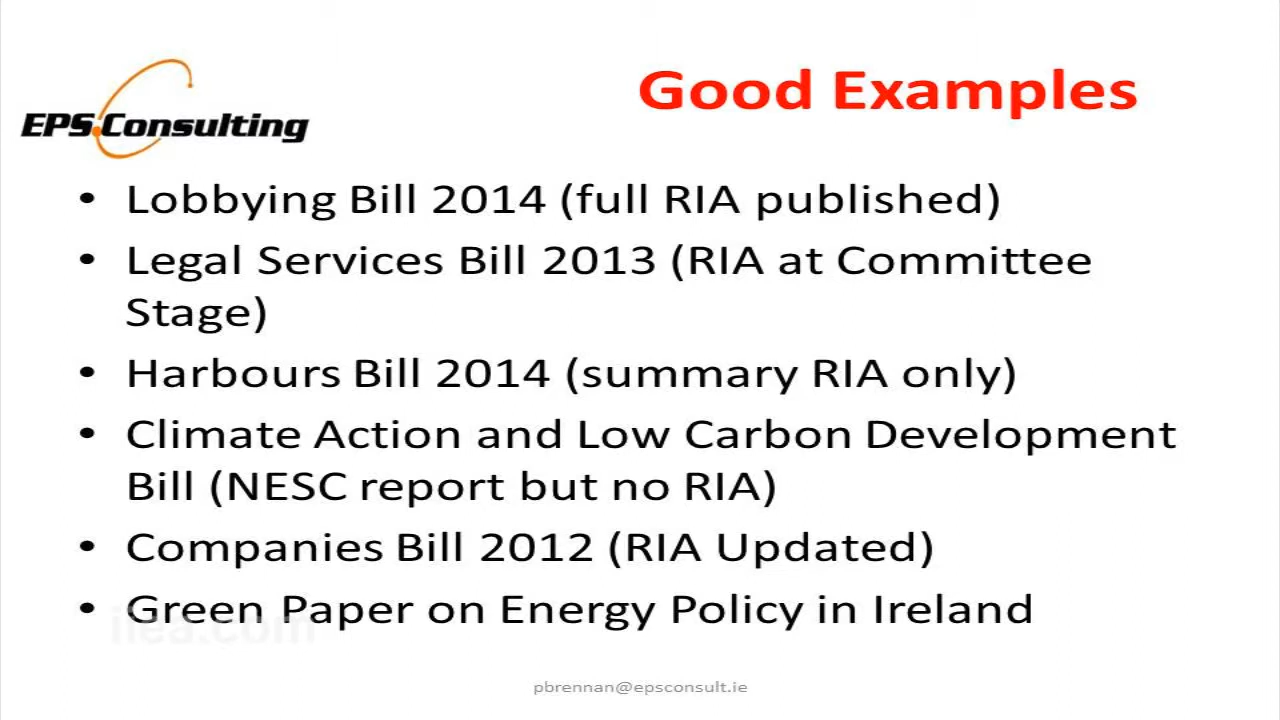 EPS Consulting
Good Examples
• Lobbying Bill 2014 (full RIA published)
• Legal Services Bill 2013 (RIA at Committee
Stage)
• Harbours Bill 2014 (summary RIA only)
• Climate Action and Low Carbon Development
Bill (NESC report but no RIA)
• Companies Bill 2012 (RIA Updated)
• Green Paper on Energy Policy in Ireland
pbrennan@epsconsult.ie